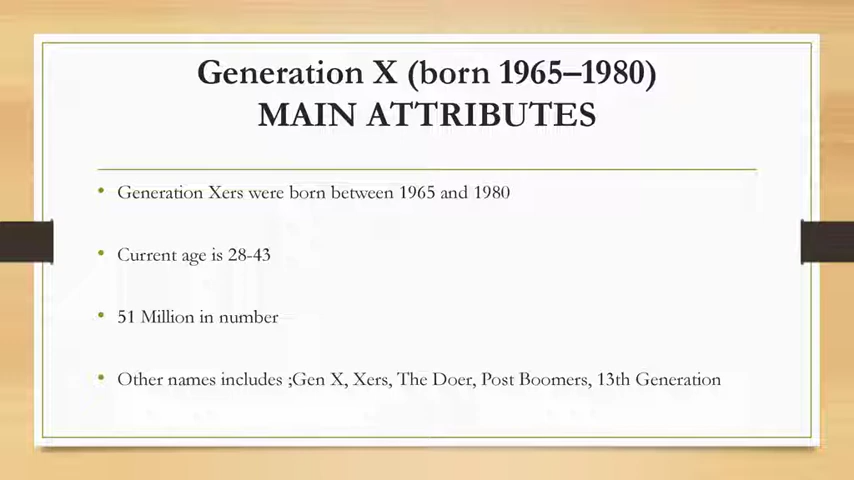 Generation X (born 1965–1980)
MAIN ATTRIBUTES
• Generation Xers were born between 1965 and 1980
• Current age is 28-43
• 51 Million in number
• Other names includes ;Gen X, Xers, The Doer, Post Boomers, 13th Generation